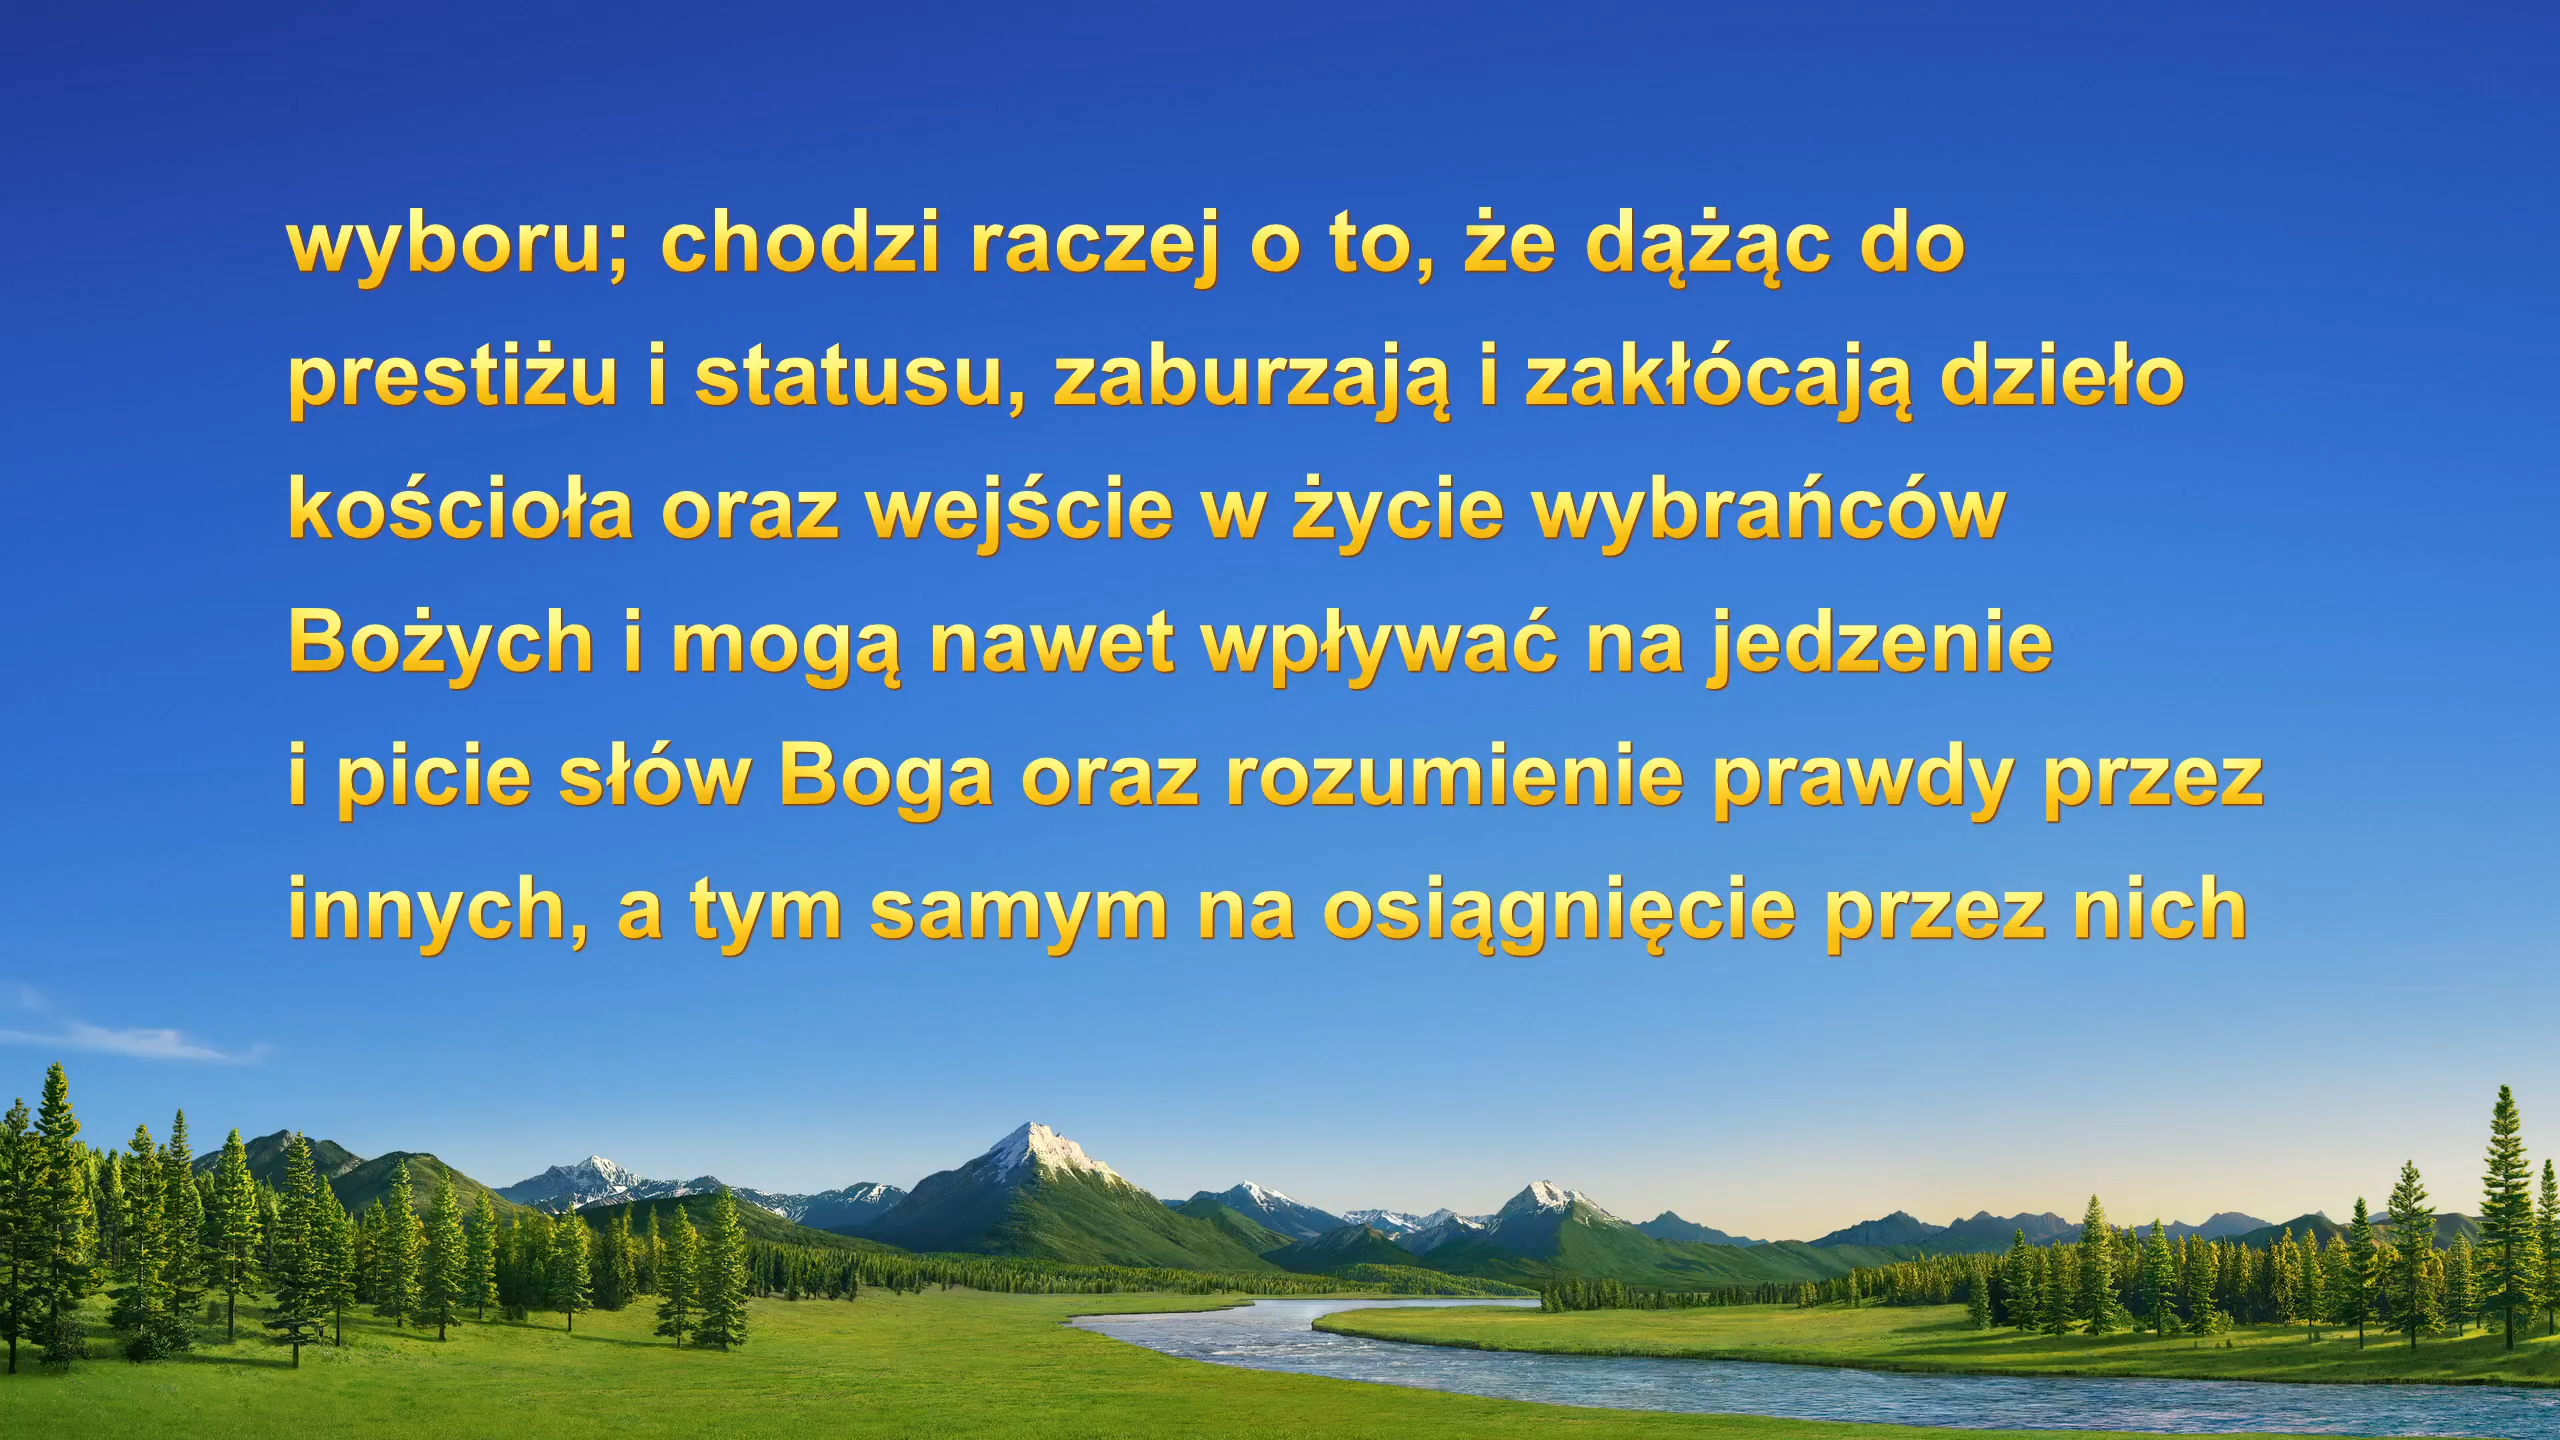 wyboru; chodzi raczej o to, że dążąc do
prestiżu i statusu, zaburzają i zakłócają dzieło
kościoła oraz wejście w życie wybrańców
Bożych i mogą nawet wpływać na jedzenie
i picie słów Boga oraz rozumienie prawdy przez
innych, a tym samym na osiągnięcie przez nich